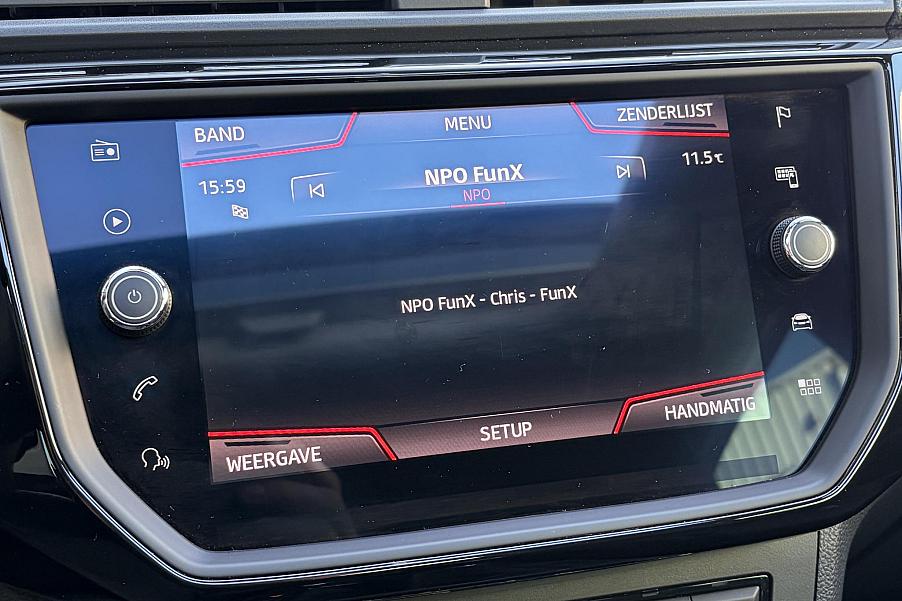 BAND
MENU
ZENDERLIJST
15:59
NPO FunX
11.5℃
NPO
NPO FunX - Chris - FunX
WEERGAVE
SETUP
HANDMATIG